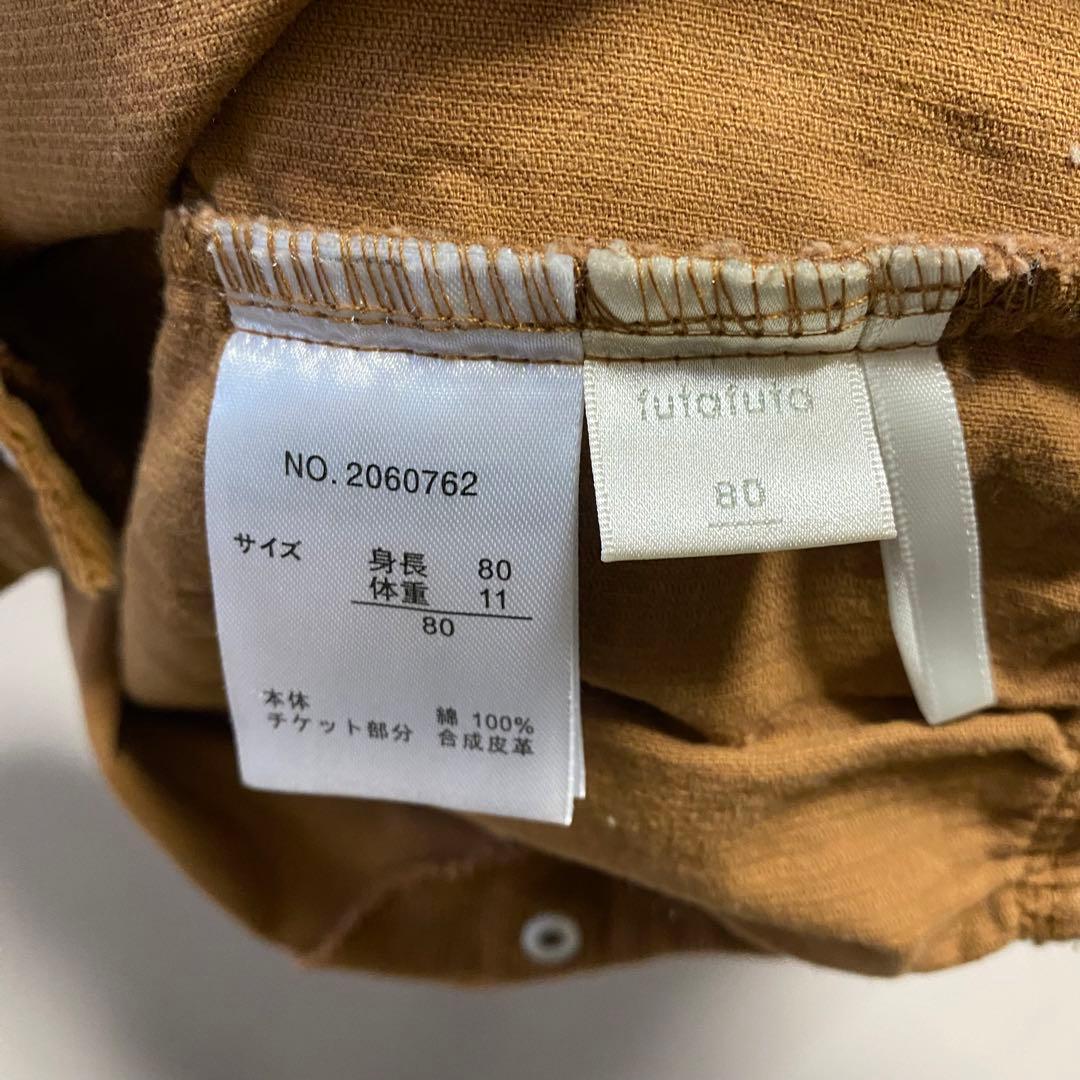 NO. 2060762
サイズ
身長 80
体重 11
80
本体 綿 100%
チケット部分 合成皮革
futafuta
80